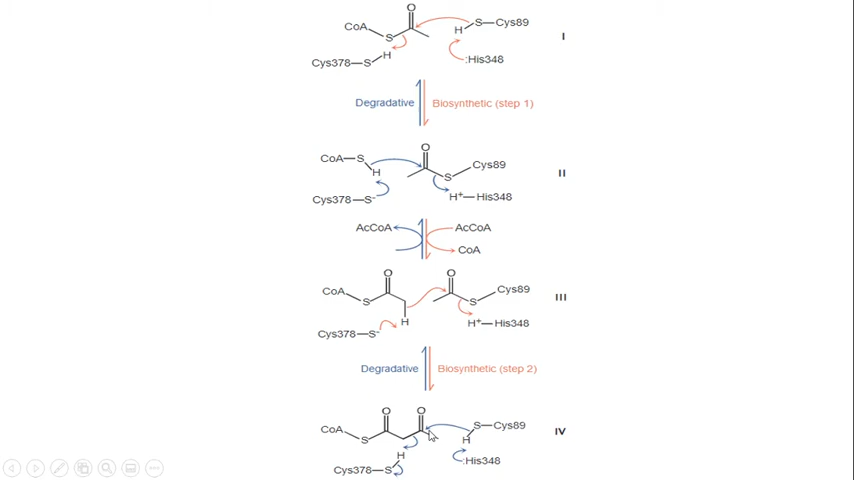 O
CoA S S Cys89
H I
H
Cys378 S :His348
Degradative Biosynthetic (step 1)
O
CoA S Cys89
H S II
Cys378 S- H+ His348
AcCoA AcCoA
CoA
O O
CoA Cys89
S S III
H
Cys378 S- H+ His348
Degradative Biosynthetic (step 2)
O O
CoA S Cys89
S H IV
H
Cys378 S :His348